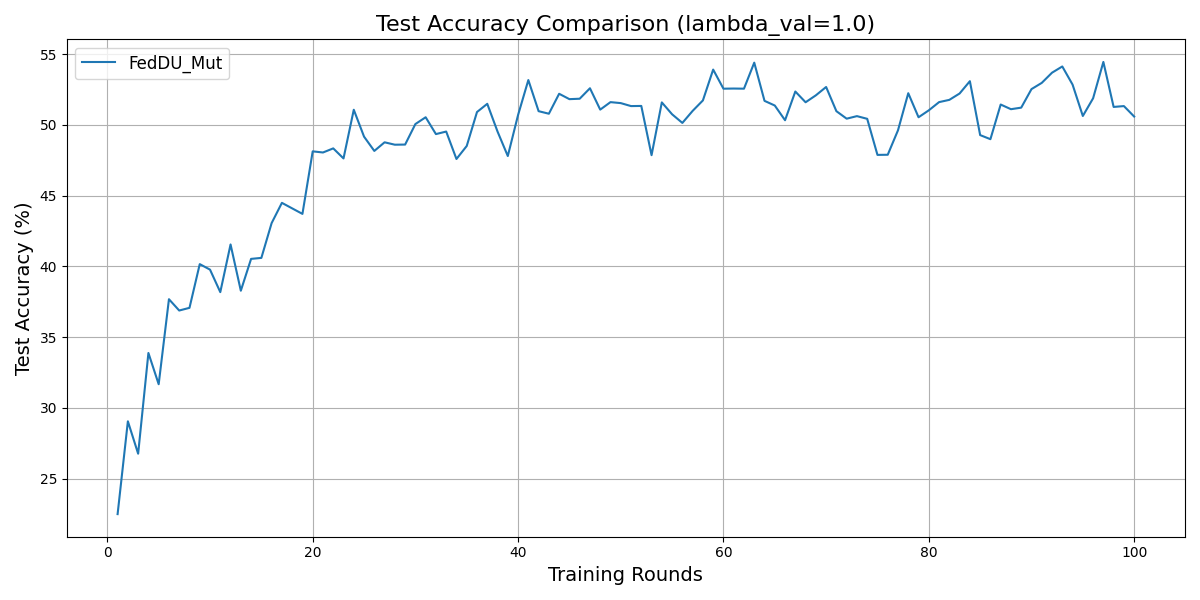 Test Accuracy Comparison (lambda_val=1.0)
FedDU_Mut
55
50
45
40
35
30
25
Test Accuracy (%)
0 20 40 60 80 100
Training Rounds